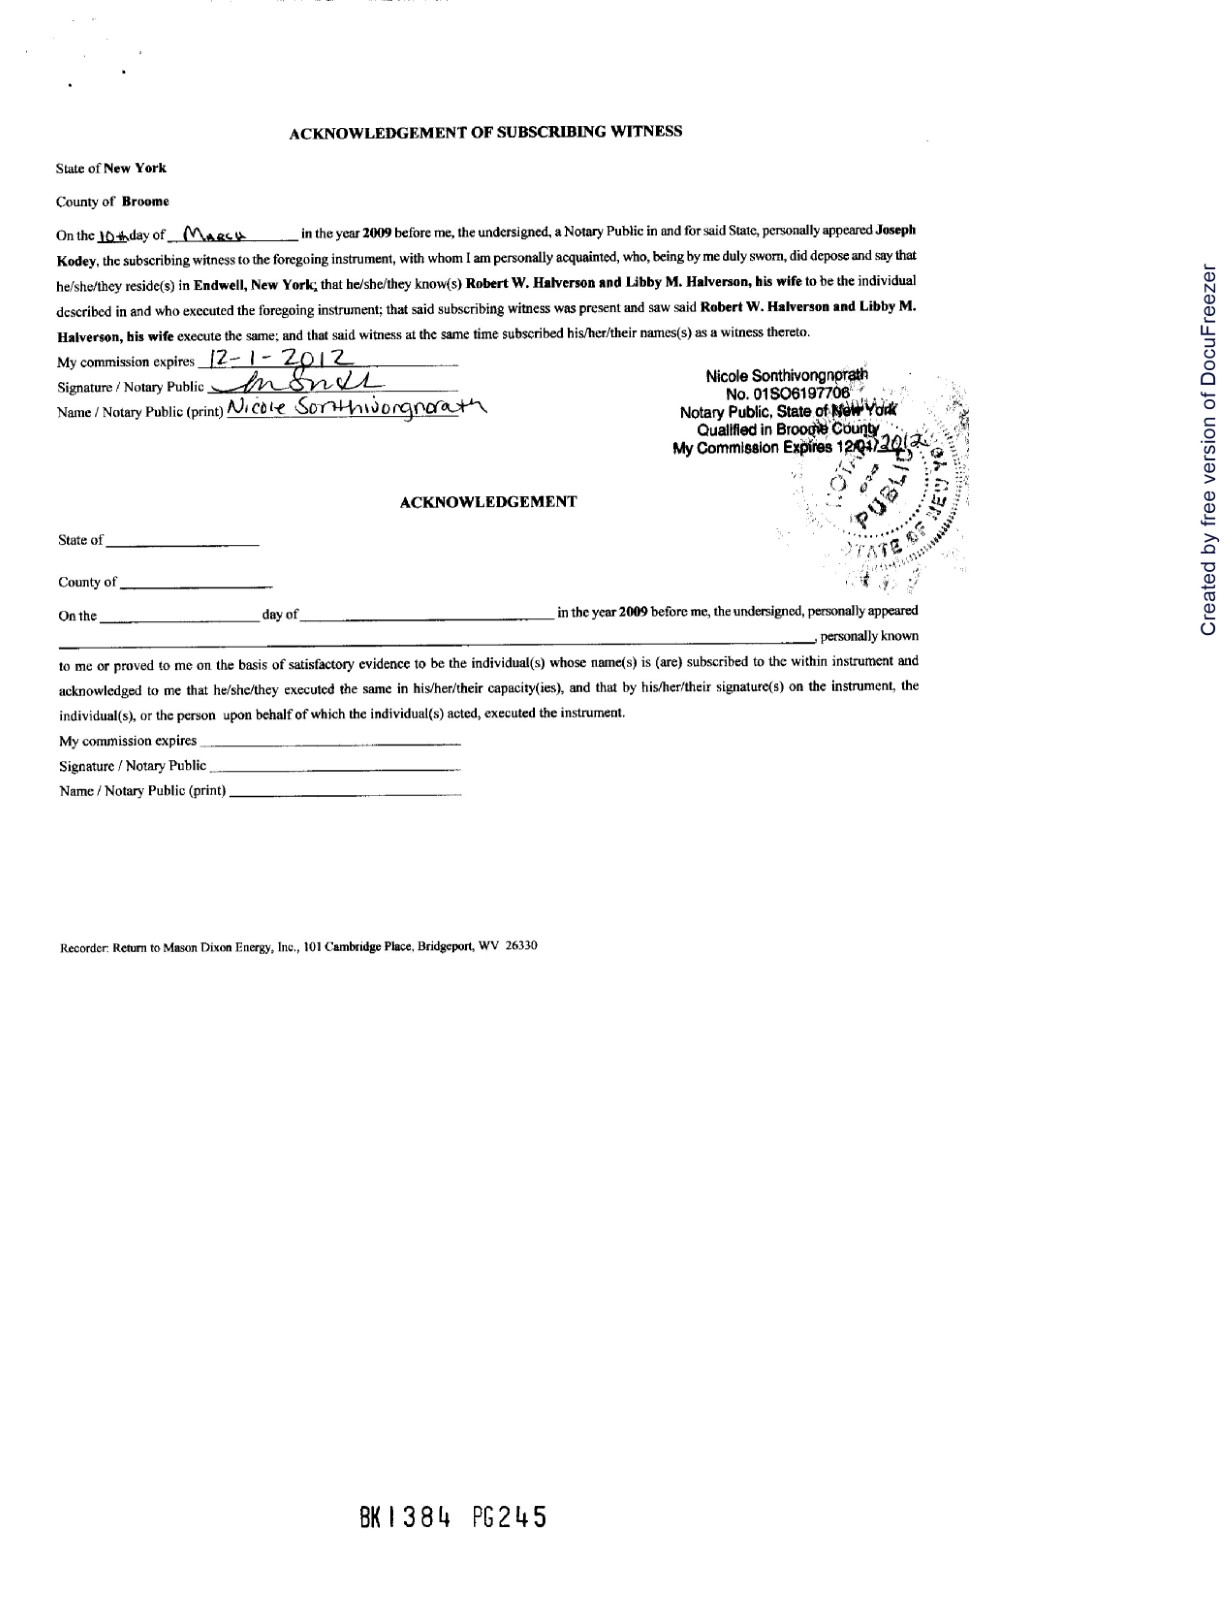 ACKNOWLEDGEMENT OF SUBSCRIBING WITNESS
State of New York
County of Broome
On the 10th day of March in the year 2009 before me, the undersigned, a Notary Public in and for said State, personally appeared Joseph
Kodey, the subscribing witness to the foregoing instrument, with whom I am personally acquainted, who, being by me duly sworn, did depose and say that
he/she/they reside(s) in Endwell, New York; that he/she/they know(s) Robert W. Halverson and Libby M. Halverson, his wife to be the individual
described in and who executed the foregoing instrument; that said subscribing witness was present and saw said Robert W. Halverson and Libby M.
Halverson, his wife execute the same; and that said witness at the same time subscribed his/her/their names(s) as a witness thereto.
My commission expires 12-1-2012
Signature / Notary Public
Name / Notary Public (print) Nicole Sonthivongnorath
Nicole Sonthivongnorath
No. 01SO6197706
Notary Public, State of New York
Qualified in Broome County
My Commission Expires 12/01/2012
NOTARY
PUBLIC
STATE OF NEW YO
ACKNOWLEDGEMENT
State of
County of
On the day of in the year 2009 before me, the undersigned, personally appeared
, personally known
to me or proved to me on the basis of satisfactory evidence to be the individual(s) whose name(s) is (are) subscribed to the within instrument and
acknowledged to me that he/she/they executed the same in his/her/their capacity(ies), and that by his/her/their signature(s) on the instrument, the
individual(s), or the person upon behalf of which the individual(s) acted, executed the instrument.
My commission expires
Signature / Notary Public
Name / Notary Public (print)
Recorder: Return to Mason Dixon Energy, Inc., 101 Cambridge Place, Bridgeport, WV 26330
BK1384 PG245
Created by free version of DocuFreezer